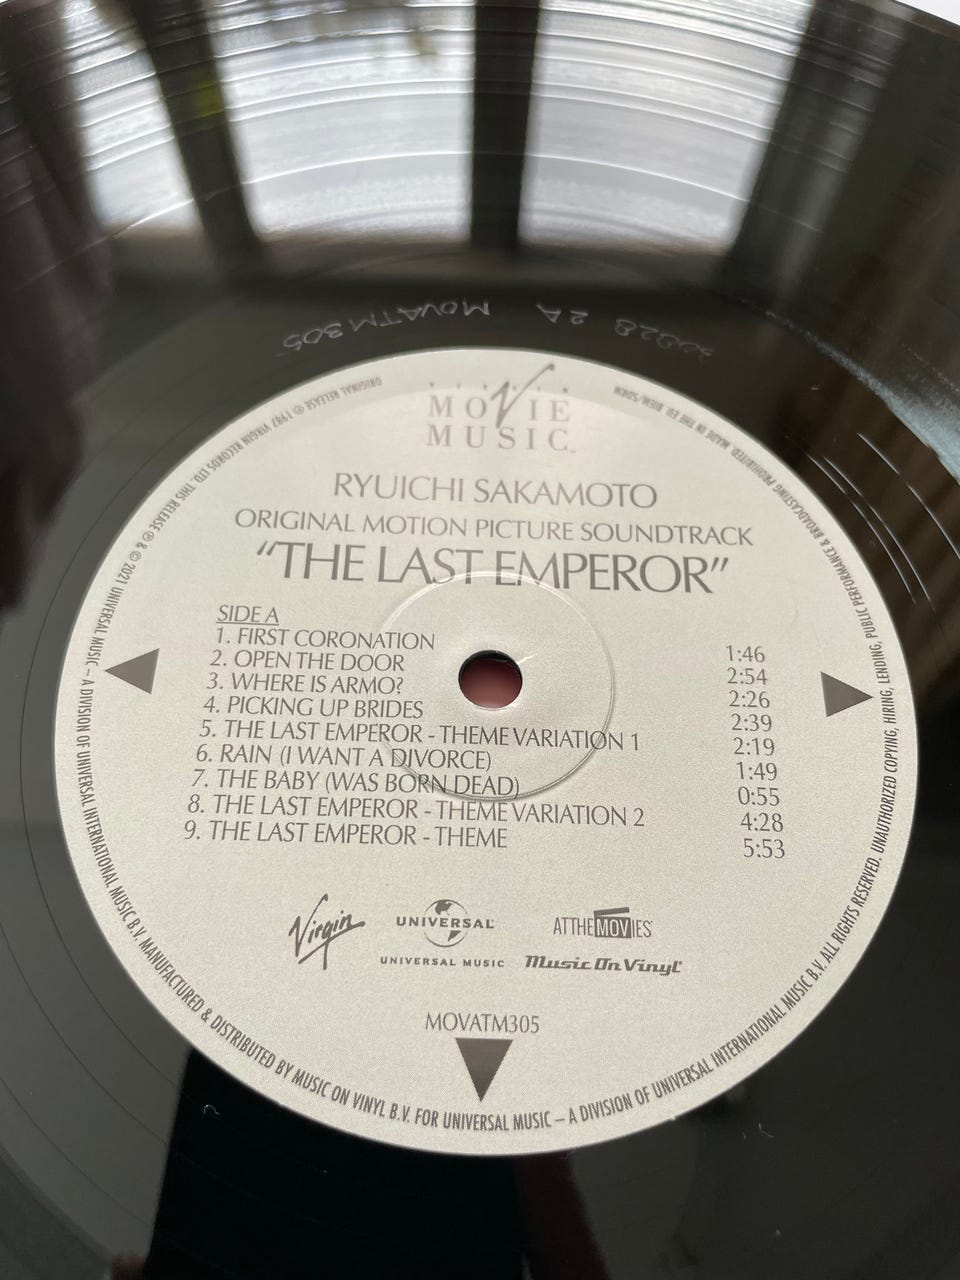 MOVATM305 2A
VIRGIN
MOVIE
MUSIC.
RYUICHI SAKAMOTO
ORIGINAL MOTION PICTURE SOUNDTRACK
"THE LAST EMPEROR"
SIDE A
1. FIRST CORONATION 1:46
2. OPEN THE DOOR 2:54
3. WHERE IS ARMO? 2:26
4. PICKING UP BRIDES 2:39
5. THE LAST EMPEROR - THEME VARIATION 1 2:19
6. RAIN (I WANT A DIVORCE) 1:49
7. THE BABY (WAS BORN DEAD) 0:55
8. THE LAST EMPEROR - THEME VARIATION 2 4:28
9. THE LAST EMPEROR - THEME 5:53
Virgin
UNIVERSAL
UNIVERSAL MUSIC
ATTHEMOVIES
Music On Vinyl
MOVATM305
ORIGINAL RELEASE ℗ 1987 VIRGIN RECORDS LTD. THIS RELEASE ℗ & © 2021 UNIVERSAL MUSIC – A DIVISION OF UNIVERSAL INTERNATIONAL MUSIC B.V. MANUFACTURED & DISTRIBUTED BY MUSIC ON VINYL B.V. FOR UNIVERSAL MUSIC – A DIVISION OF UNIVERSAL INTERNATIONAL MUSIC B.V. ALL RIGHTS RESERVED. UNAUTHORIZED COPYING, HIRING, LENDING, PUBLIC PERFORMANCE & BROADCASTING PROHIBITED. MADE IN THE EU. BIEM/SDRM